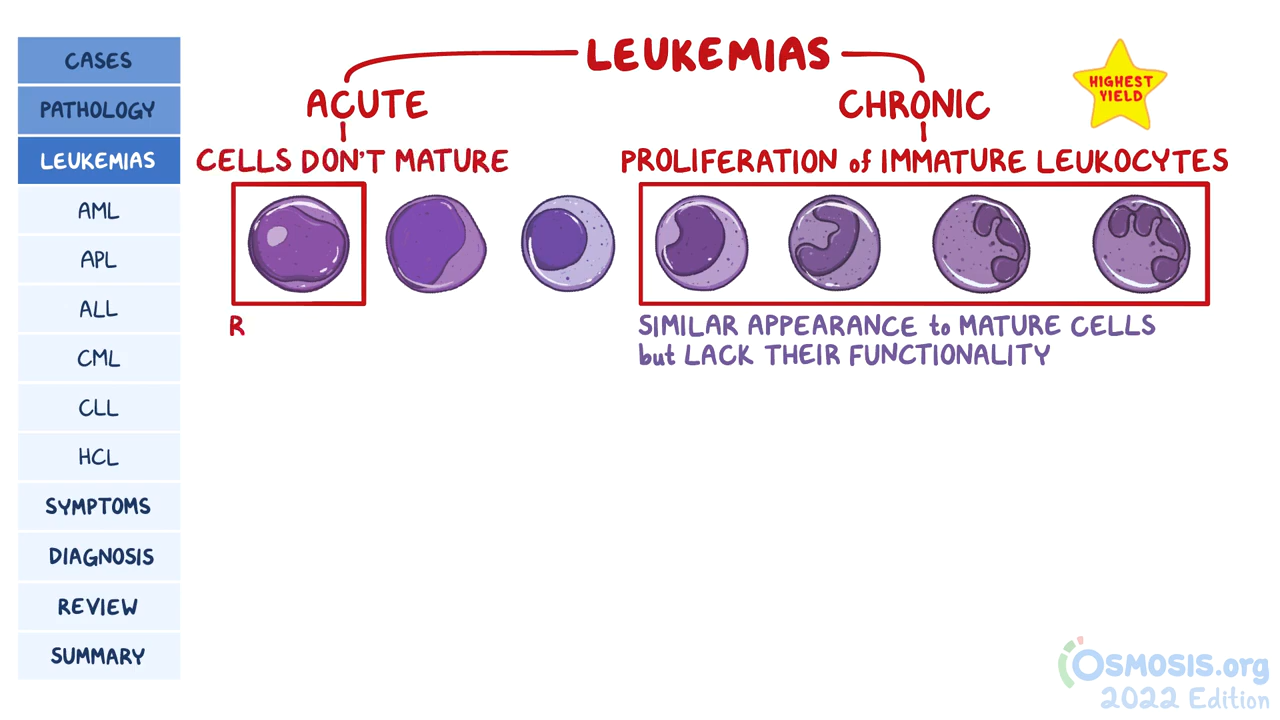 LEUKEMIAS
HIGHEST
YIELD
ACUTE
CHRONIC
CELLS DON'T MATURE
PROLIFERATION of IMMATURE LEUKOCYTES
R
SIMILAR APPEARANCE to MATURE CELLS
but LACK THEIR FUNCTIONALITY
CASES
PATHOLOGY
LEUKEMIAS
AML
APL
ALL
CML
CLL
HCL
SYMPTOMS
DIAGNOSIS
REVIEW
SUMMARY
OSMOSIS.org
2022 Edition